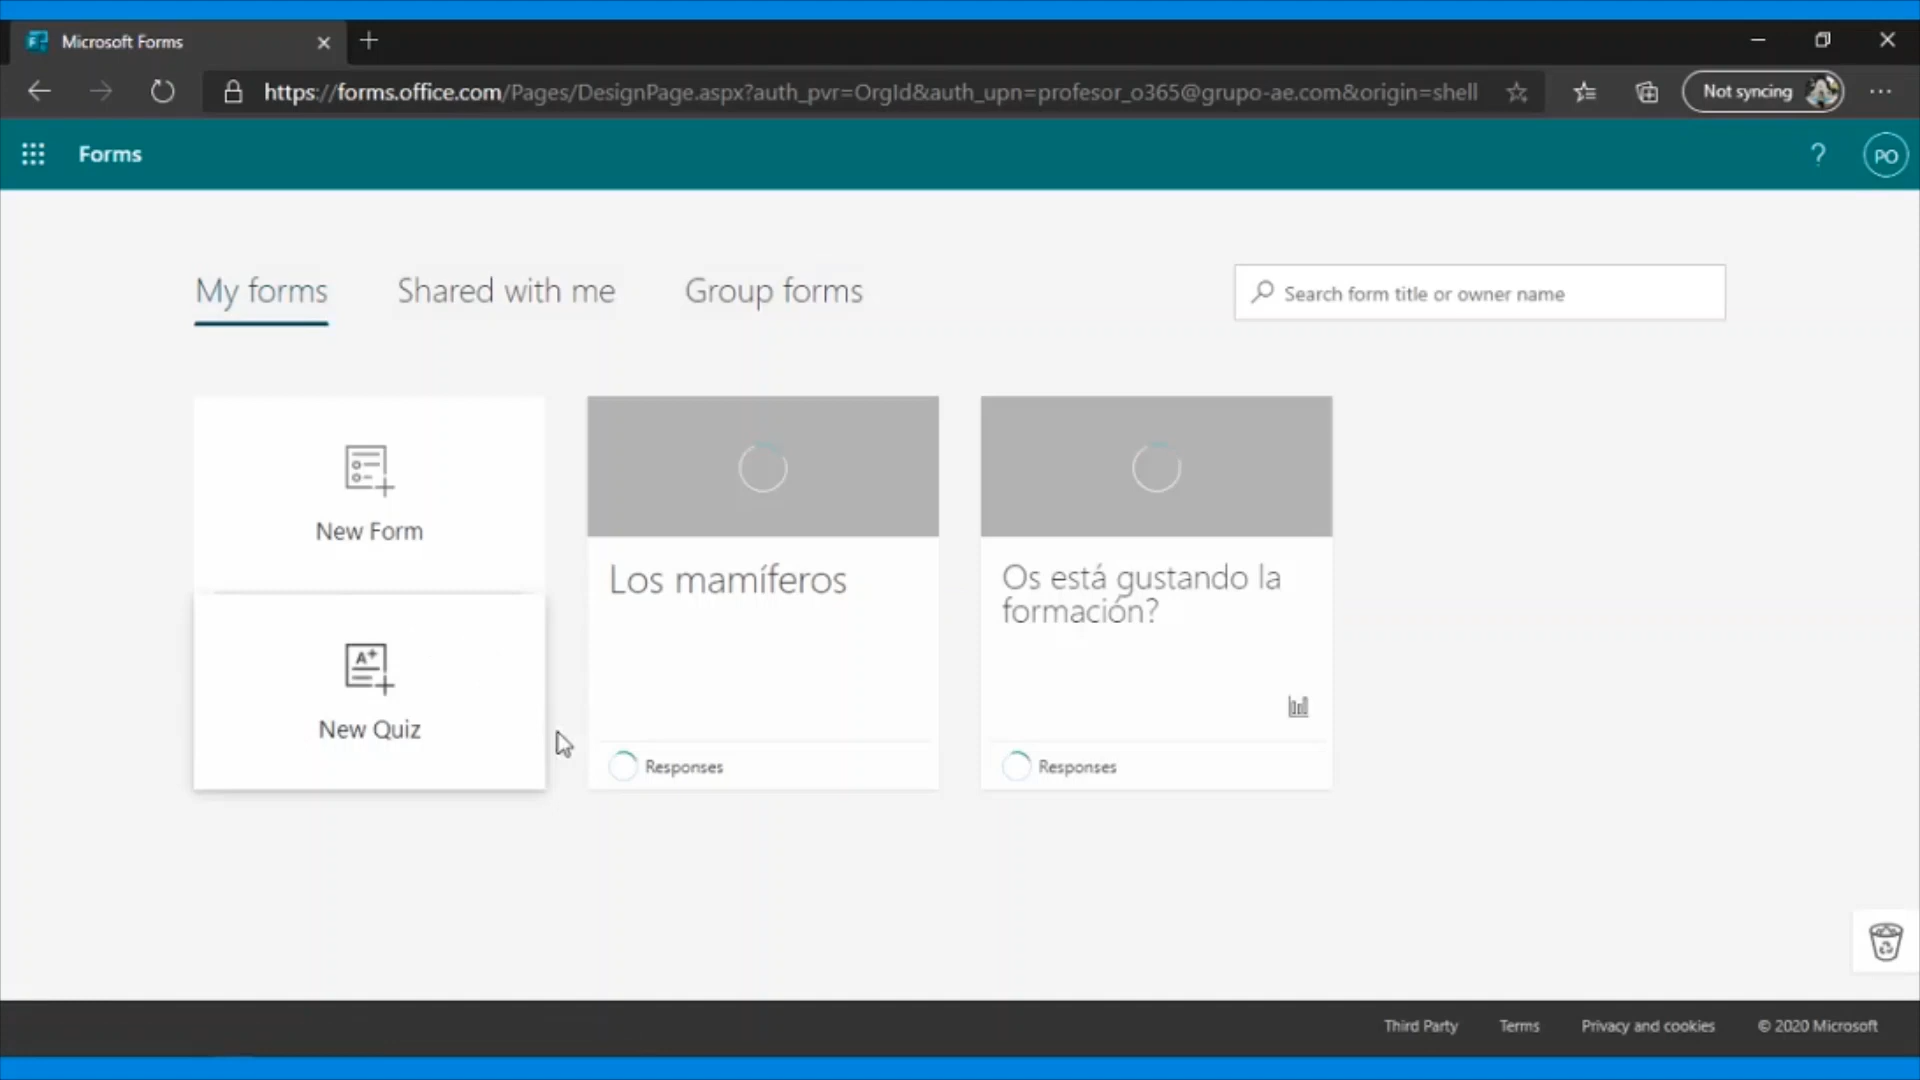 Microsoft Forms
https://forms.office.com/Pages/DesignPage.aspx?auth_pvr=OrgId&auth_upn=profesor_o365@grupo-ae.com&origin=shell
Not syncing
Forms
?
PO
My forms
Shared with me
Group forms
Search form title or owner name
New Form
A+
New Quiz
Los mamíferos
Responses
Os está gustando la
formación?
Responses
Third Party
Terms
Privacy and cookies
© 2020 Microsoft